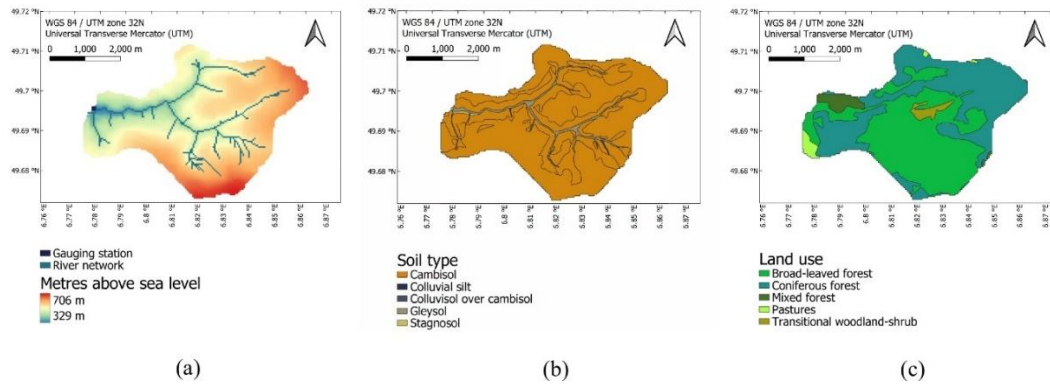 WGS 84 / UTM zone 32N
Universal Transverse Mercator (UTM)
1,000 2,000 m
49.72 °N
49.71 °N
49.7 °N
49.69 °N
49.68 °N
6.76 °E
6.77 °E
6.78 °E
6.79 °E
6.8 °E
6.81 °E
6.82 °E
6.83 °E
6.84 °E
6.85 °E
6.86 °E
6.87 °E
Gauging station
River network
Metres above sea level
706 m
329 m
(a)
WGS 84 / UTM zone 32N
Universal Transverse Mercator (UTM)
1,000 2,000 m
49.72 °N
49.71 °N
49.7 °N
49.69 °N
49.68 °N
6.76 °E
6.77 °E
6.78 °E
6.79 °E
6.8 °E
6.81 °E
6.82 °E
6.83 °E
6.84 °E
6.85 °E
6.86 °E
6.87 °E
Soil type
Cambisol
Colluvial silt
Colluvisol over cambisol
Gleysol
Stagnosol
(b)
WGS 84 / UTM zone 32N
Universal Transverse Mercator (UTM)
1,000 2,000 m
49.72 °N
49.71 °N
49.7 °N
49.69 °N
49.68 °N
6.76 °E
6.77 °E
6.78 °E
6.79 °E
6.8 °E
6.81 °E
6.82 °E
6.83 °E
6.84 °E
6.85 °E
6.86 °E
6.87 °E
Land use
Broad-leaved forest
Coniferous forest
Mixed forest
Pastures
Transitional woodland-shrub
(c)